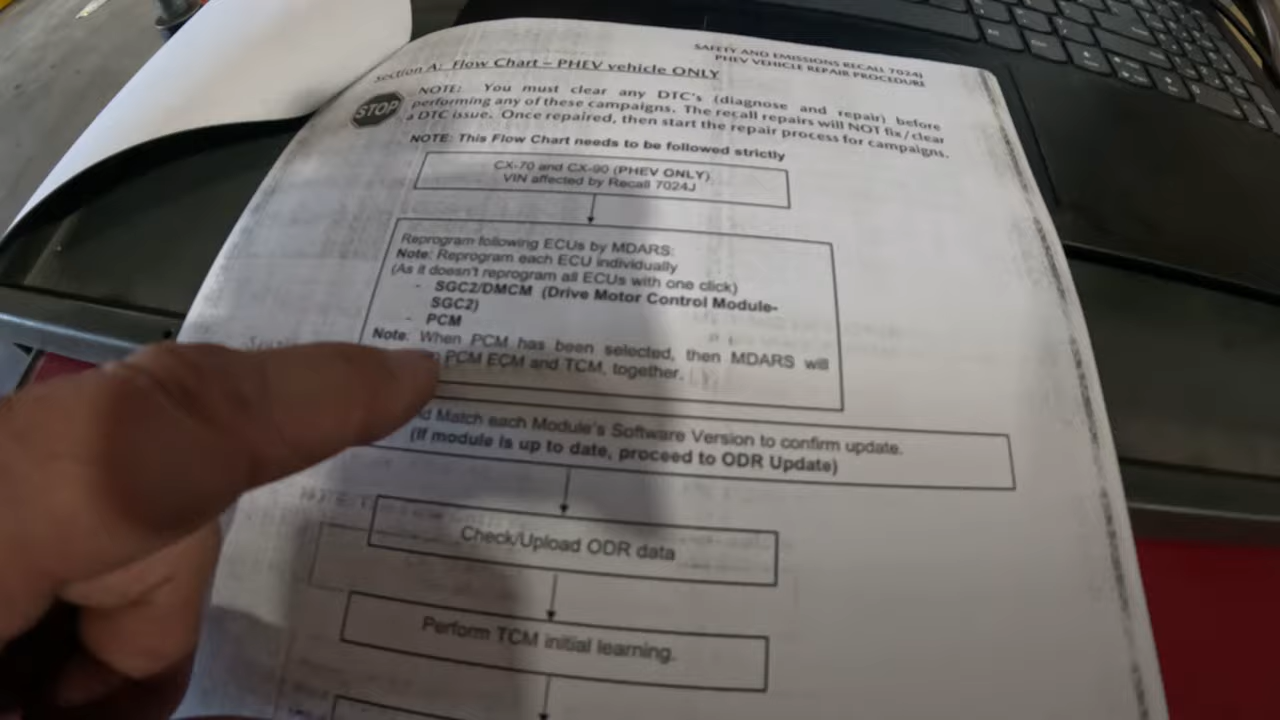 SAFETY AND EMISSIONS RECALL 7024J
PHEV VEHICLE REPAIR PROCEDURE
Section A: Flow Chart – PHEV vehicle ONLY
STOP
NOTE: You must clear any DTC's (diagnose and repair) before
performing any of these campaigns. The recall repairs will NOT fix/clear
a DTC issue. Once repaired, then start the repair process for campaigns.
NOTE: This Flow Chart needs to be followed strictly
CX-70 and CX-90 (PHEV ONLY)
VIN affected by Recall 7024J
Reprogram following ECUs by MDARS:
Note: Reprogram each ECU individually
(As it doesn't reprogram all ECUs with one click)
- SGC2/DMCM (Drive Motor Control Module-
SGC2)
- PCM
Note: When PCM has been selected, then MDARS will
PCM ECM and TCM, together.
Match each Module's Software Version to confirm update.
(If module is up to date, proceed to ODR Update)
Check/Upload ODR data
Perform TCM initial learning.